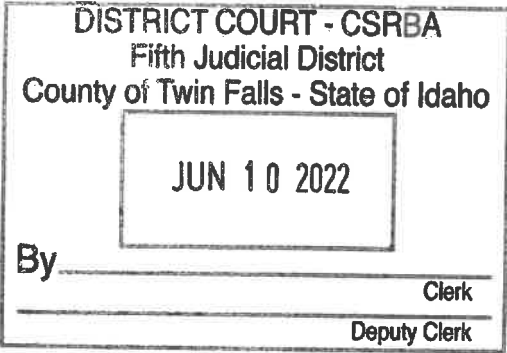 DISTRICT COURT - CSRBA
Fifth Judicial District
County of Twin Falls - State of Idaho
JUN 10 2022
By
Clerk
Deputy Clerk